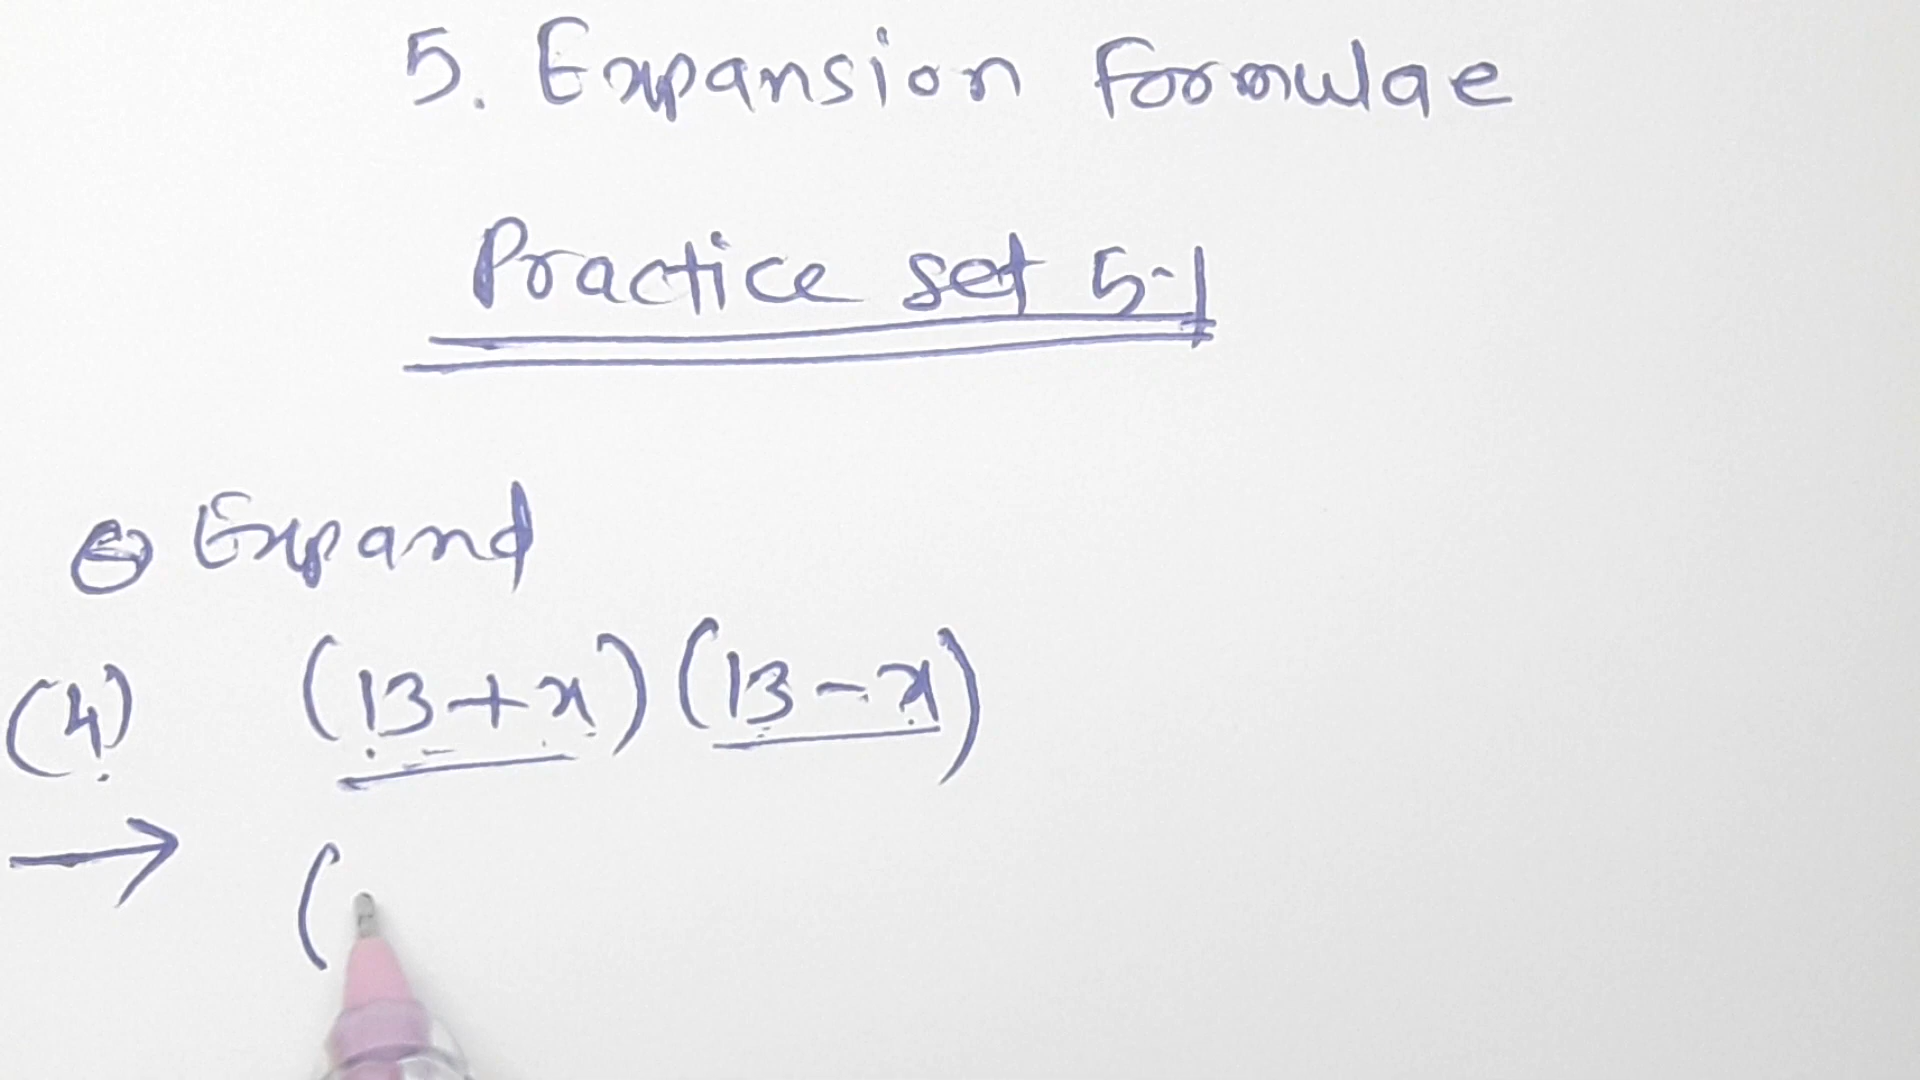 5. Expansion Formulae
Practice set 5.1
Expand
(4) (13+x)(13-x)
→ (